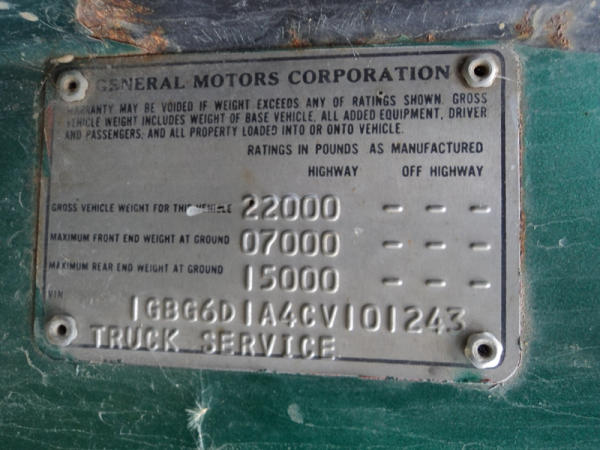 GENERAL MOTORS CORPORATION
WARRANTY MAY BE VOIDED IF WEIGHT EXCEEDS ANY OF RATINGS SHOWN. GROSS
VEHICLE WEIGHT INCLUDES WEIGHT OF BASE VEHICLE, ALL ADDED EQUIPMENT, DRIVER
AND PASSENGERS, AND ALL PROPERTY LOADED INTO OR ONTO VEHICLE.
RATINGS IN POUNDS AS MANUFACTURED
HIGHWAY OFF HIGHWAY
GROSS VEHICLE WEIGHT FOR THIS VEHICLE 22000 - - -
MAXIMUM FRONT END WEIGHT AT GROUND 07000 - - -
MAXIMUM REAR END WEIGHT AT GROUND 15000 - - -
VIN
1GBG6D1A4CV101243
TRUCK SERVICE